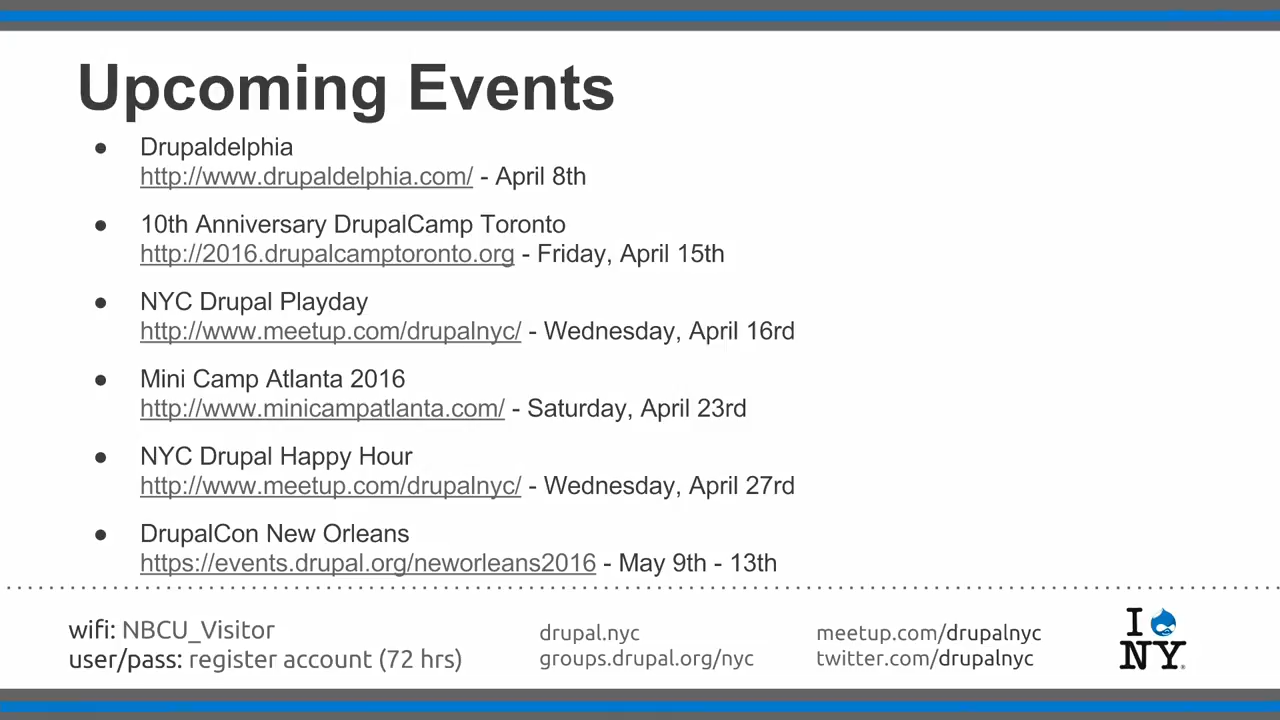 Upcoming Events
● Drupaldelphia
http://www.drupaldelphia.com/ - April 8th
● 10th Anniversary DrupalCamp Toronto
http://2016.drupalcamptoronto.org - Friday, April 15th
● NYC Drupal Playday
http://www.meetup.com/drupalnyc/ - Wednesday, April 16rd
● Mini Camp Atlanta 2016
http://www.minicampatlanta.com/ - Saturday, April 23rd
● NYC Drupal Happy Hour
http://www.meetup.com/drupalnyc/ - Wednesday, April 27rd
● DrupalCon New Orleans
https://events.drupal.org/neworleans2016 - May 9th - 13th
wifi: NBCU_Visitor
user/pass: register account (72 hrs)
drupal.nyc
groups.drupal.org/nyc
meetup.com/drupalnyc
twitter.com/drupalnyc
I
NY®